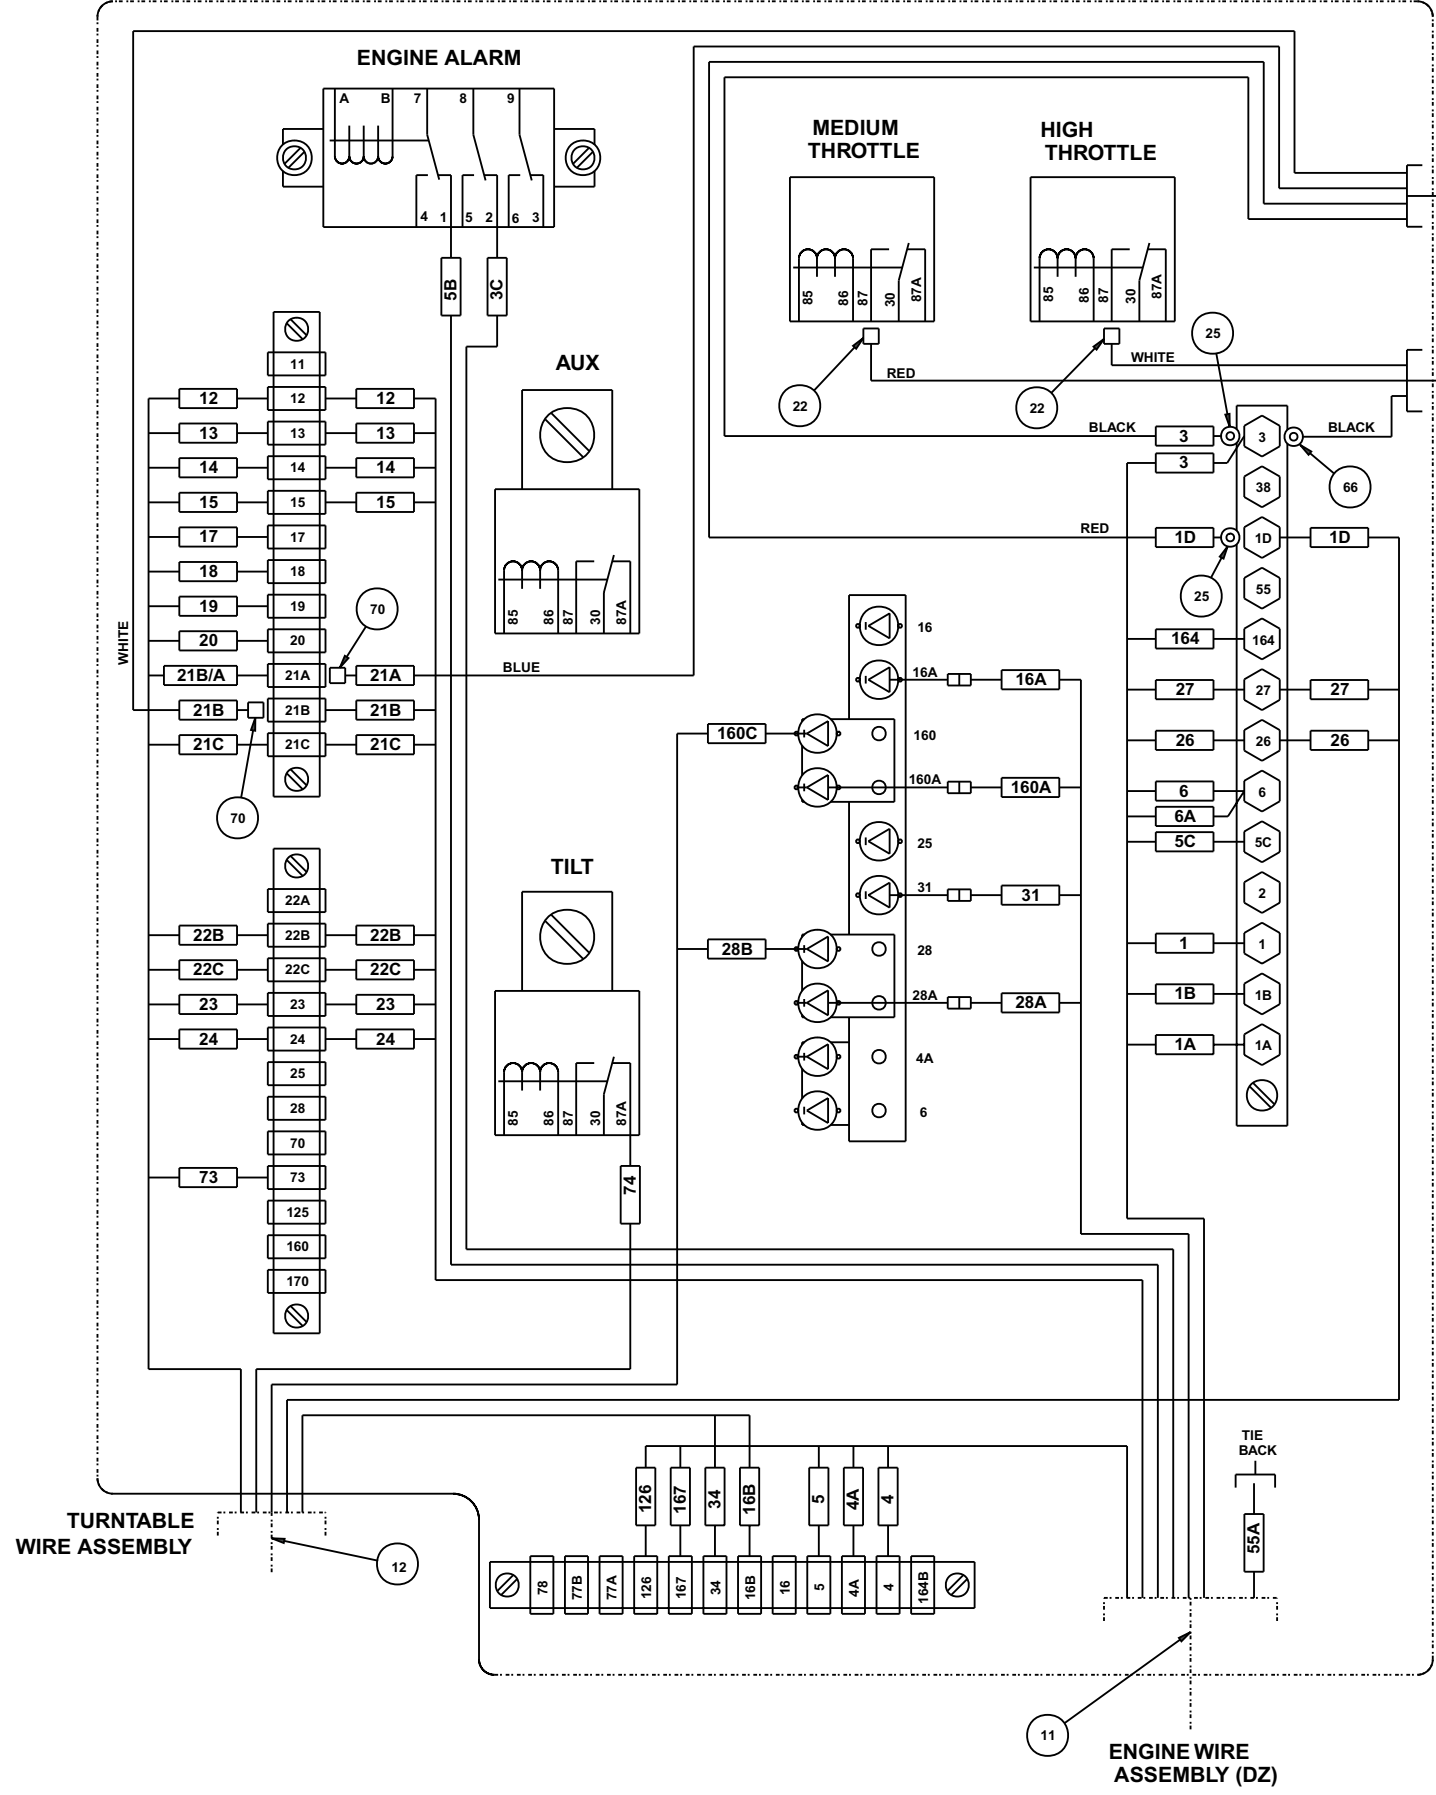 ENGINE ALARM
A B 7 8 9
4 1 5 2 6 3
5B 3C
MEDIUM
THROTTLE
85 86 87 30 87A
22
RED
HIGH
THROTTLE
85 86 87 30 87A
22
WHITE
25
AUX
85 86 87 30 87A
11
12 12 12
13 13 13
14 14 14
15 15 15
17 17
18 18
19 19
20 20
70
WHITE
21B/A 21A 21A BLUE
21B 21B 21B
21C 21C 21C
70
BLACK 3 3 BLACK
3
38
66
RED 1D 1D 1D
25
55
164 164
27 27 27
26 26 26
6 6
6A
5C 5C
2
1 1
1B 1B
1A 1A
16
16A 16A
160C 160
160A 160A
25
31 31
28B 28
28A 28A
4A
6
TILT
85 86 87 30 87A
74
22A
22B 22B 22B
22C 22C 22C
23 23 23
24 24 24
25
28
70
73 73
125
160
170
TURNTABLE
WIRE ASSEMBLY
12
126 167 34 16B 5 4A 4
78 77B 77A 126 167 34 16B 16 5 4A 4 164B
TIE
BACK
55A
11
ENGINE WIRE
ASSEMBLY (DZ)